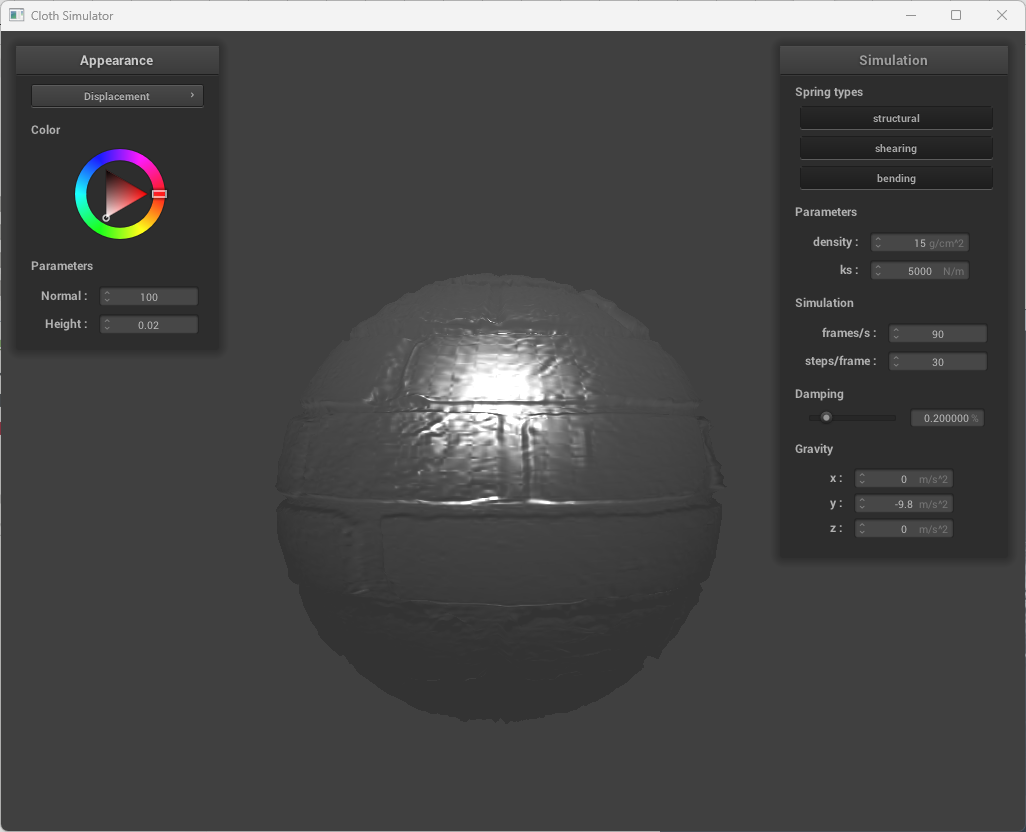 Cloth Simulator
Appearance
Displacement
Color
Parameters
Normal : 100
Height : 0.02
Simulation
Spring types
structural
shearing
bending
Parameters
density : 15 g/cm^2
ks : 5000 N/m
Simulation
frames/s : 90
steps/frame : 30
Damping
0.200000 %
Gravity
x : 0 m/s^2
y : -9.8 m/s^2
z : 0 m/s^2